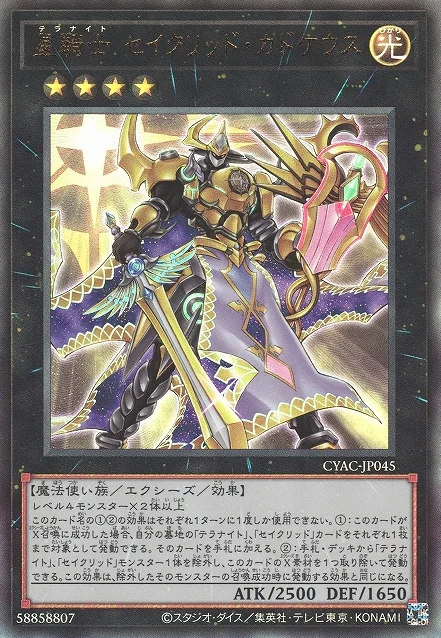 テラナイト
星騎士 セイクリッド・カドケウス
ひかり
光
CYAC-JP045
【魔法使い族／エクシーズ／効果】
レベル4モンスター×2体以上
このカード名の①②の効果はそれぞれ1ターンに1度しか使用できない。①：このカードが
X召喚に成功した場合、自分の墓地の「テラナイト」、「セイクリッド」カードをそれぞれ1枚
まで対象として発動できる。そのカードを手札に加える。②：手札・デッキから「テラナイ
ト」、「セイクリッド」モンスター1体を除外し、このカードのX素材を1つ取り除いて発動
できる。この効果は、除外したそのモンスターの召喚成功時に発動する効果と同じになる。
ATK/2500 DEF/1650
58858807
©スタジオ・ダイス／集英社・テレビ東京・KONAMI